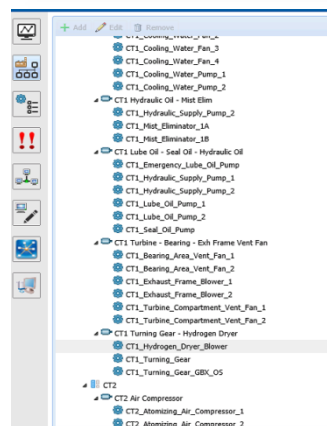 Add Edit Remove
CT1_Cooling_Water_Fan_2
CT1_Cooling_Water_Fan_3
CT1_Cooling_Water_Fan_4
CT1_Cooling_Water_Pump_1
CT1_Cooling_Water_Pump_2
CT1 Hydraulic Oil - Mist Elim
CT1_Hydraulic_Supply_Pump_2
CT1_Mist_Eliminator_1A
CT1_Mist_Eliminator_1B
CT1 Lube Oil - Seal Oil - Hydraulic Oil
CT1_Emergency_Lube_Oil_Pump
CT1_Hydraulic_Supply_Pump_1
CT1_Hydraulic_Supply_Pump_2
CT1_Lube_Oil_Pump_1
CT1_Lube_Oil_Pump_2
CT1_Seal_Oil_Pump
CT1 Turbine - Bearing - Exh Frame Vent Fan
CT1_Bearing_Area_Vent_Fan_1
CT1_Bearing_Area_Vent_Fan_2
CT1_Exhaust_Frame_Blower_1
CT1_Exhaust_Frame_Blower_2
CT1_Turbine_Compartment_Vent_Fan_1
CT1_Turbine_Compartment_Vent_Fan_2
CT1 Turning Gear - Hydrogen Dryer
CT1_Hydrogen_Dryer_Blower
CT1_Turning_Gear
CT1_Turning_Gear_GBX_OS
CT2
CT2 Air Compressor
CT2_Atomizing_Air_Compressor_1
CT2_Atomizing_Air_Compressor_2